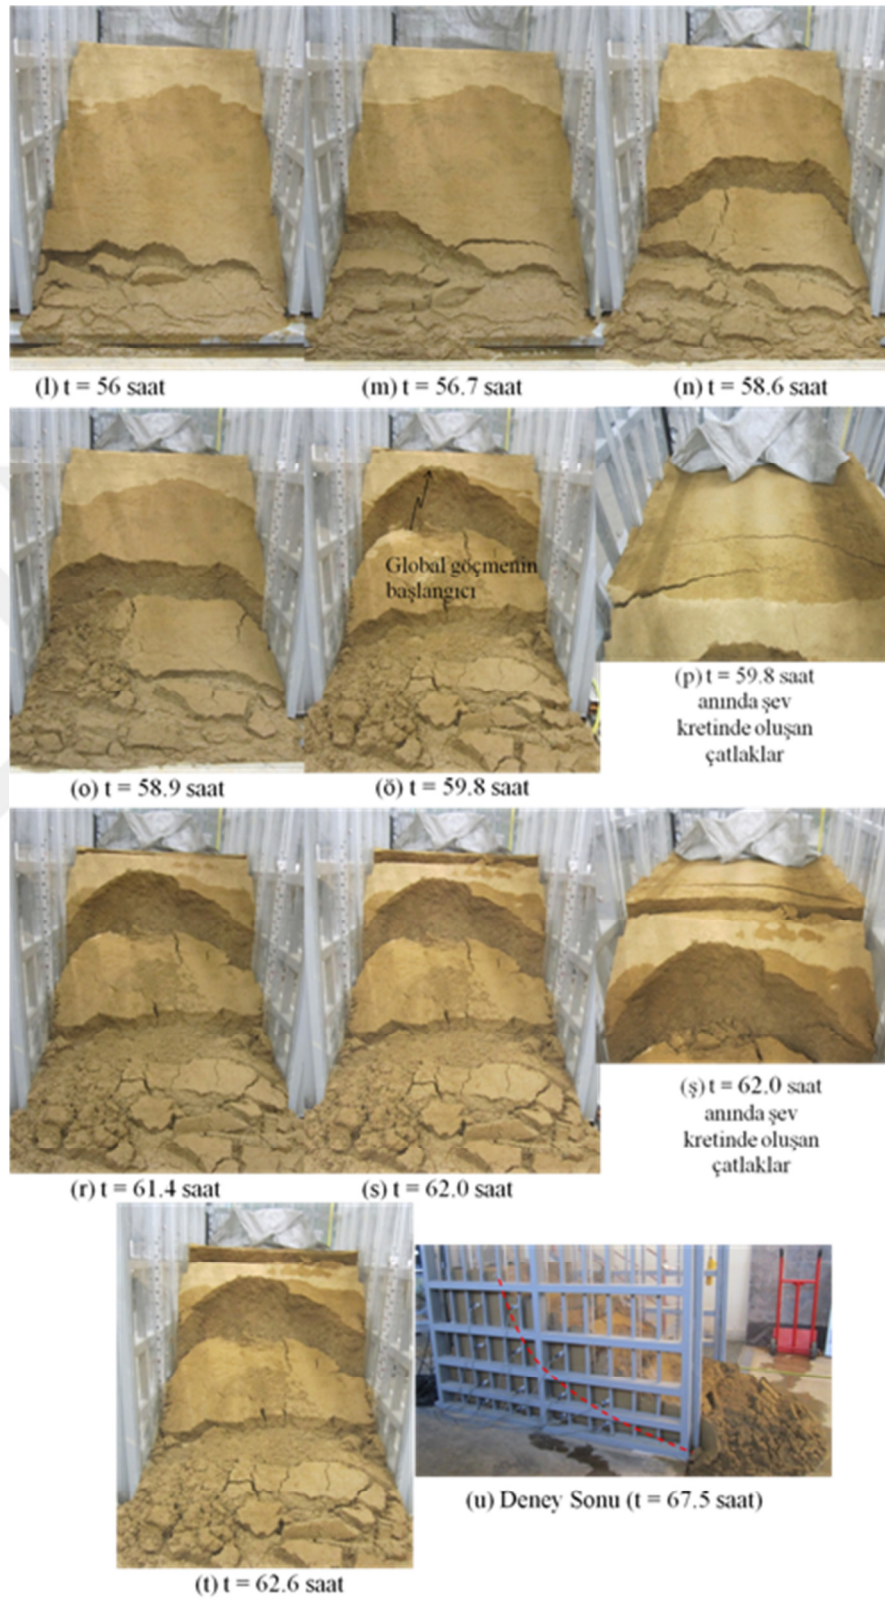 (l) t = 56 saat
(m) t = 56.7 saat
(n) t = 58.6 saat
Global göçmenin
başlangıcı
(o) t = 58.9 saat
(ö) t = 59.8 saat
(p) t = 59.8 saat
anında şev
kretinde oluşan
çatlaklar
(r) t = 61.4 saat
(s) t = 62.0 saat
(ş) t = 62.0 saat
anında şev
kretinde oluşan
çatlaklar
(t) t = 62.6 saat
(u) Deney Sonu (t = 67.5 saat)